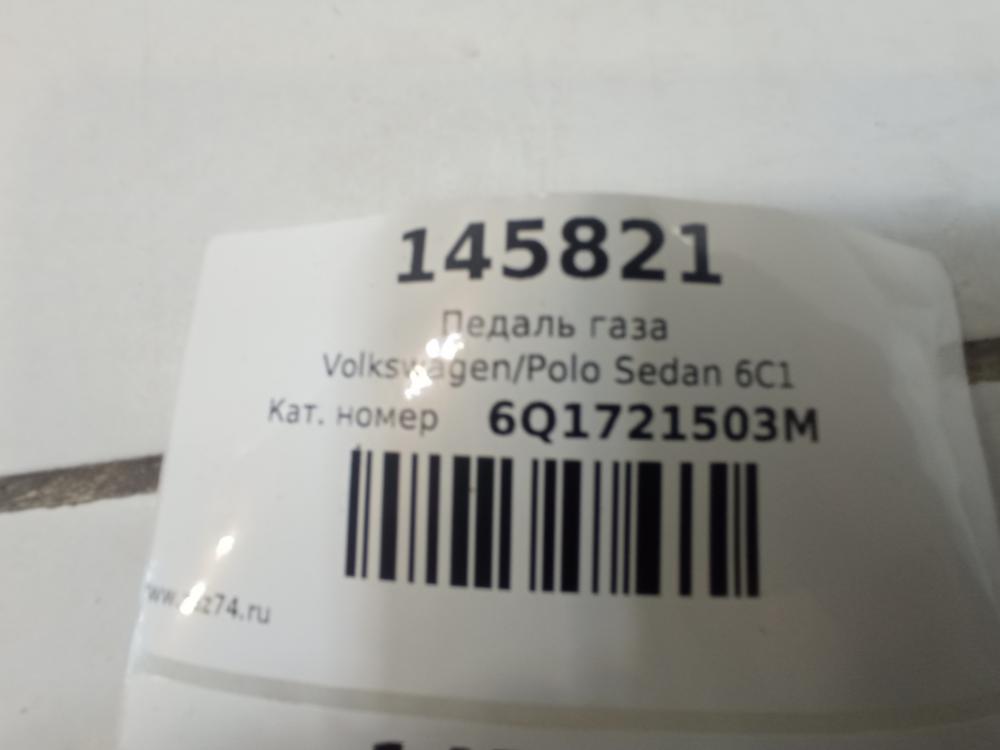 145821
Педаль газа
Volkswagen/Polo Sedan 6C1
Кат. номер 6Q1721503M